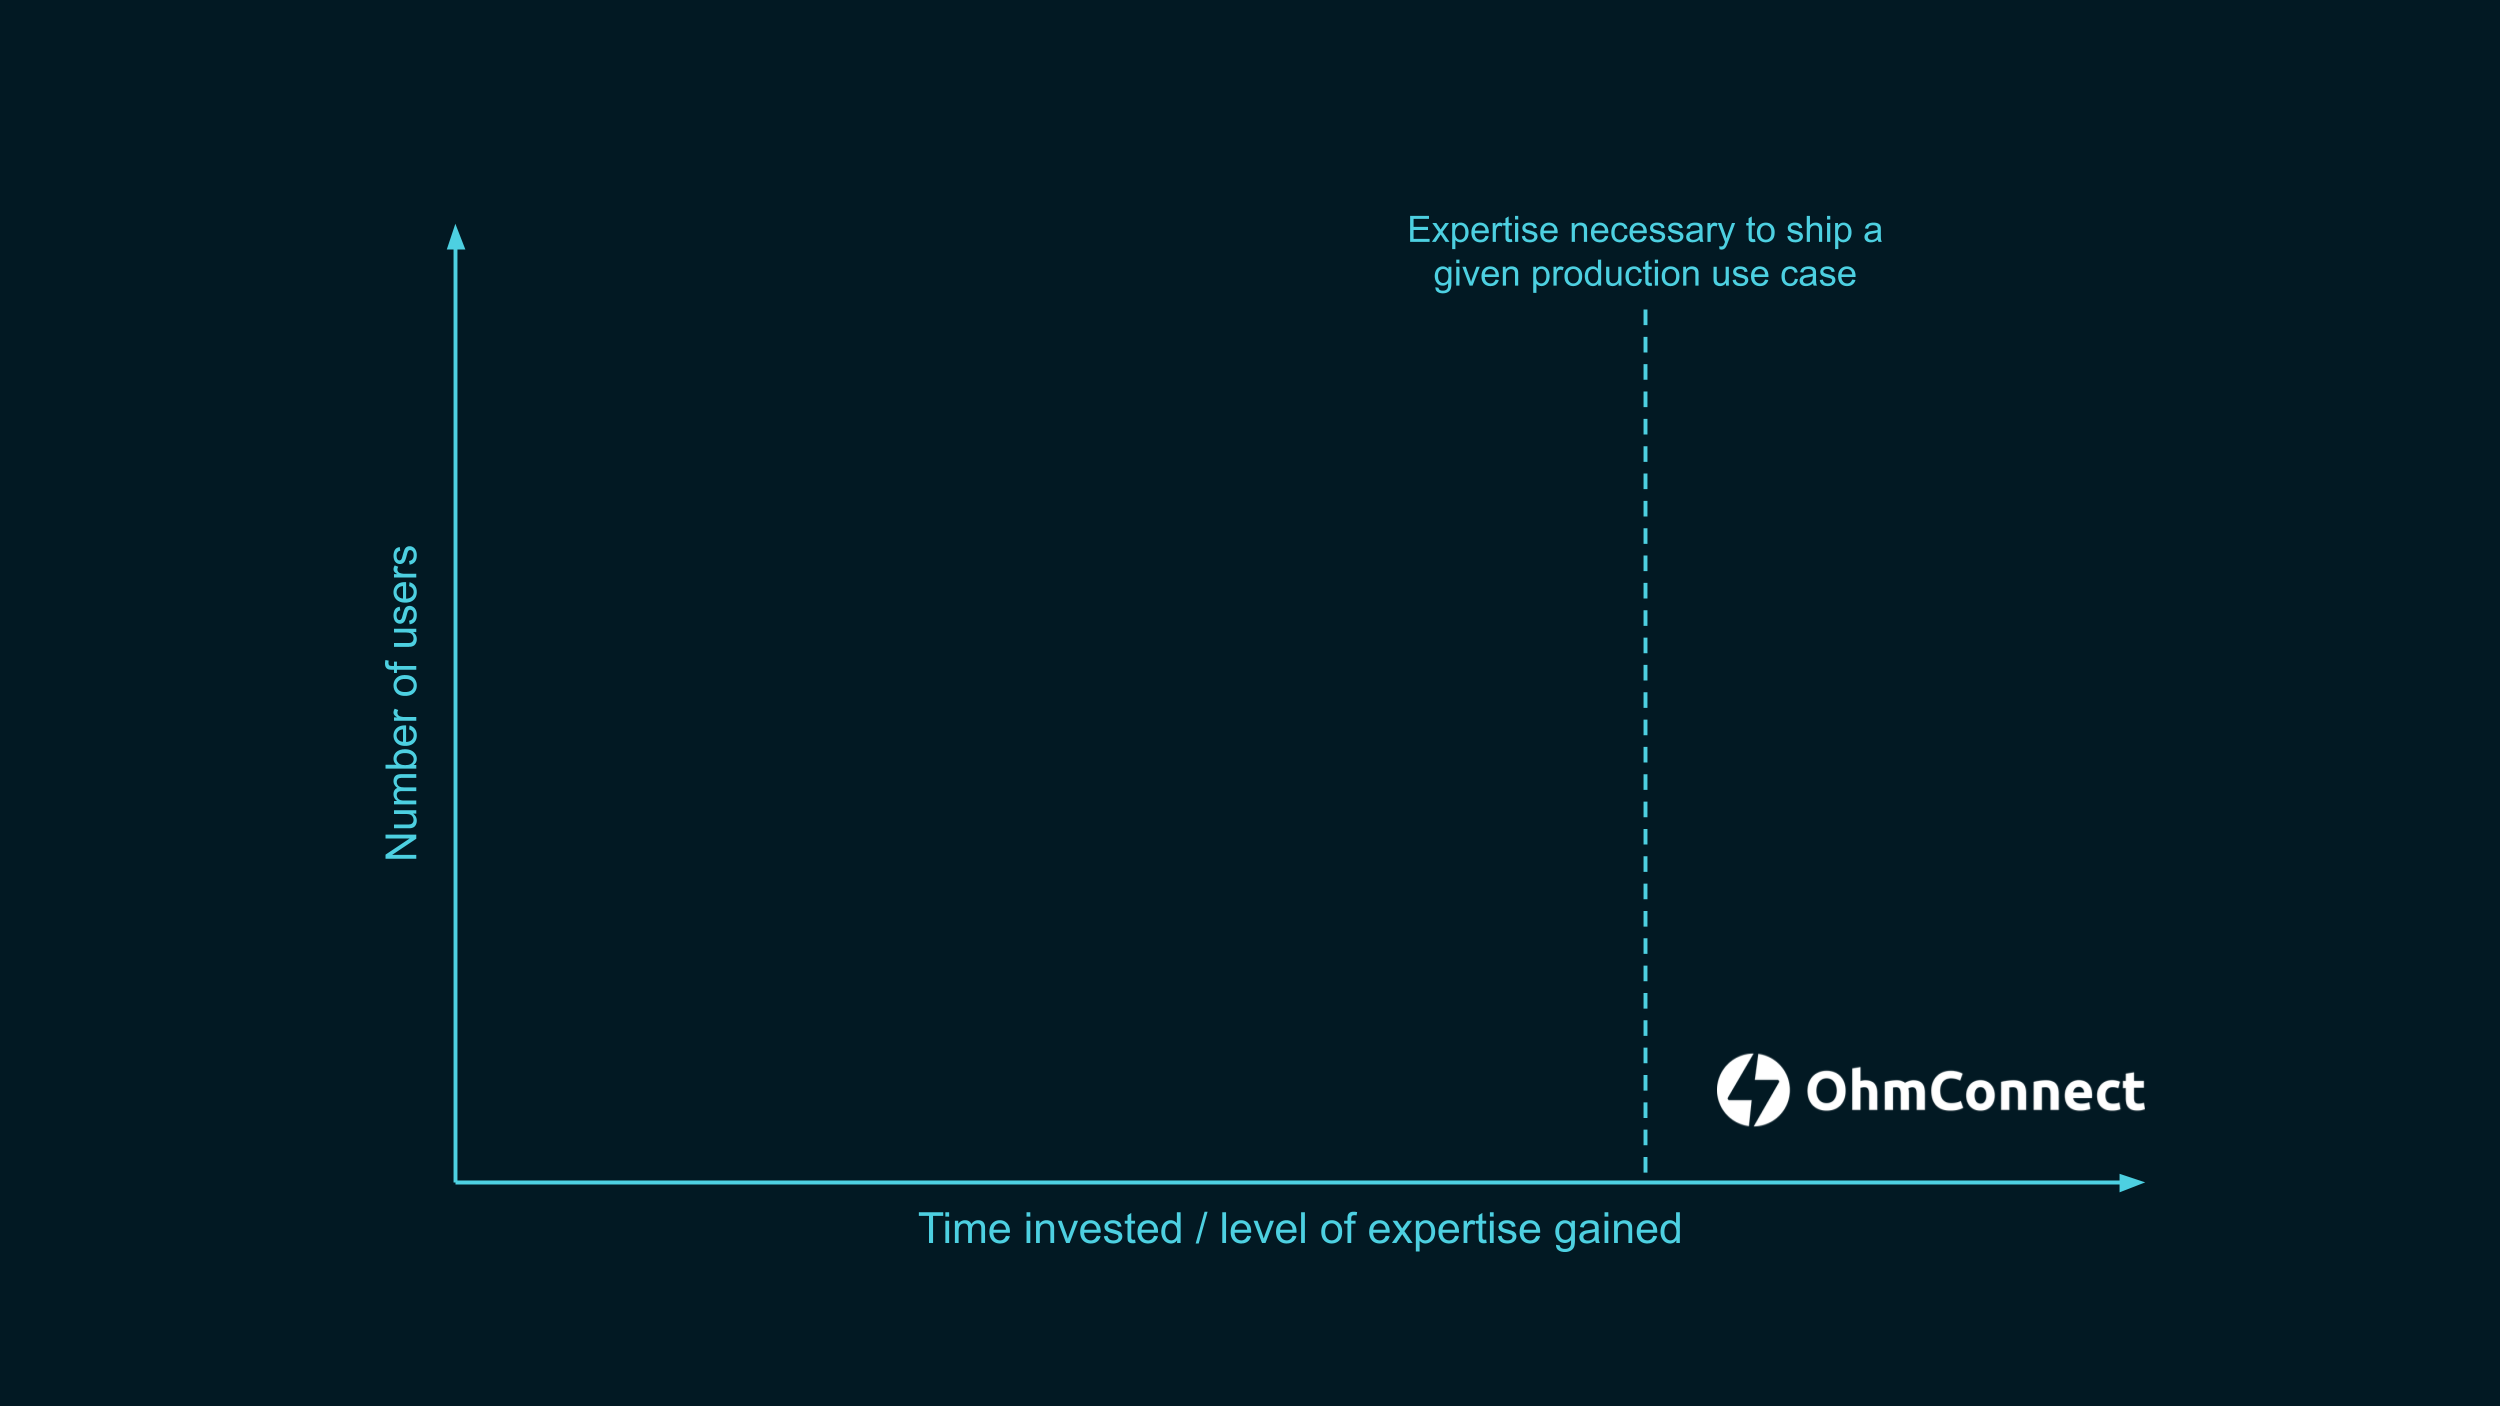 Expertise necessary to ship a
given production use case
Number of users
OhmConnect
Time invested / level of expertise gained